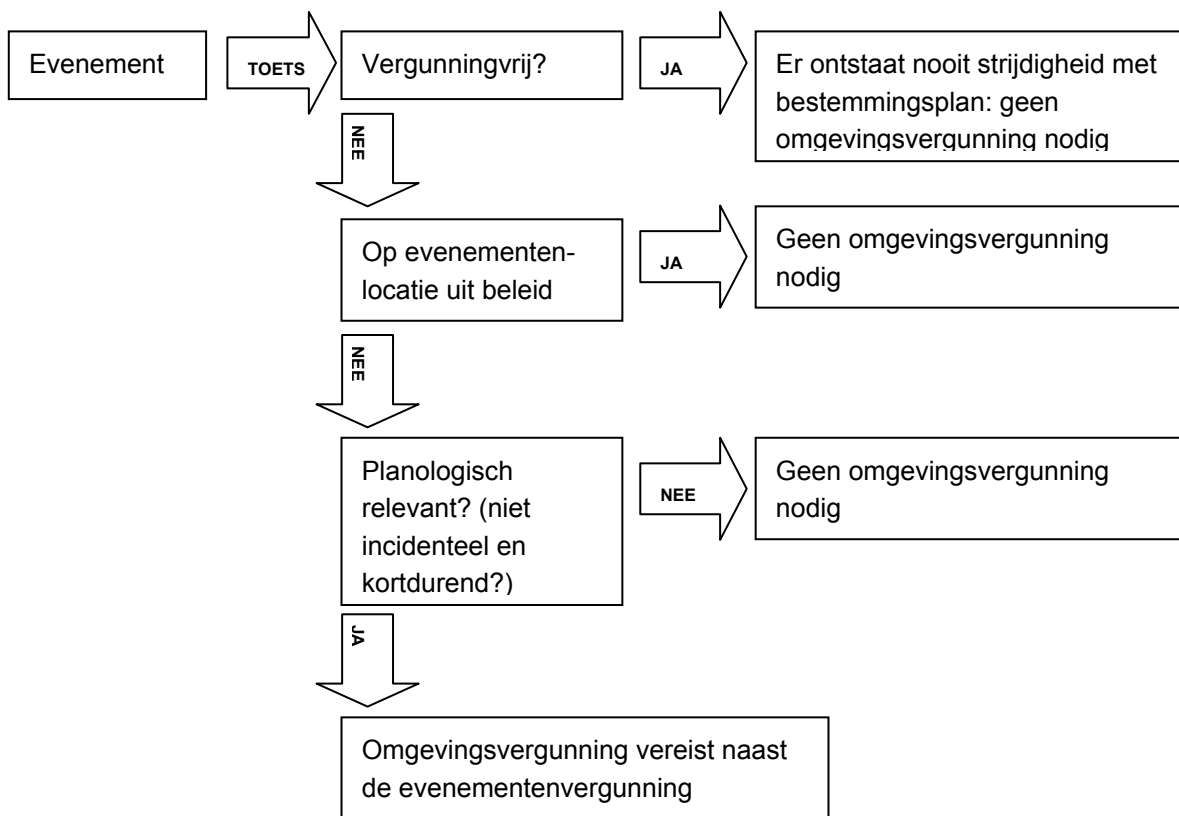 Evenement
TOETS
Vergunningvrij?
JA
Er ontstaat nooit strijdigheid met
bestemmingsplan: geen
omgevingsvergunning nodig
NEE
Op evenementen-
locatie uit beleid
JA
Geen omgevingsvergunning
nodig
NEE
Planologisch
relevant? (niet
incidenteel en
kortdurend?)
NEE
Geen omgevingsvergunning
nodig
JA
Omgevingsvergunning vereist naast
de evenementenvergunning